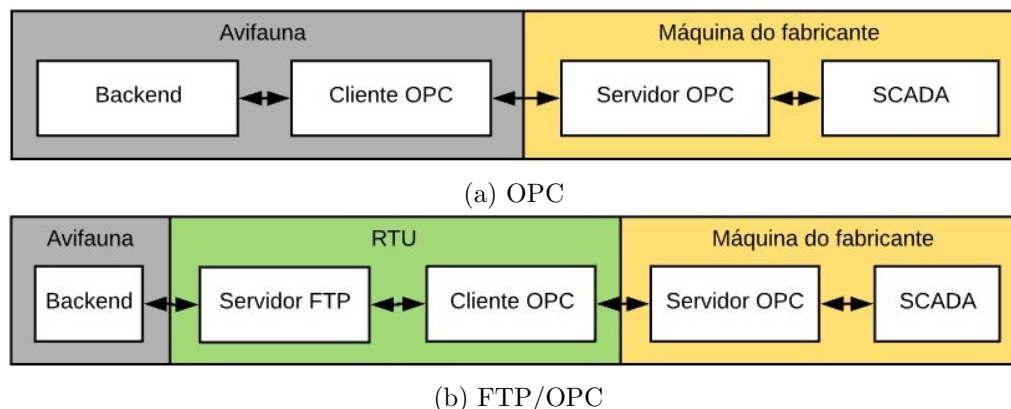 Avifauna Máquina do fabricante
Backend Cliente OPC Servidor OPC SCADA
(a) OPC
Avifauna RTU Máquina do fabricante
Backend Servidor FTP Cliente OPC Servidor OPC SCADA
(b) FTP/OPC